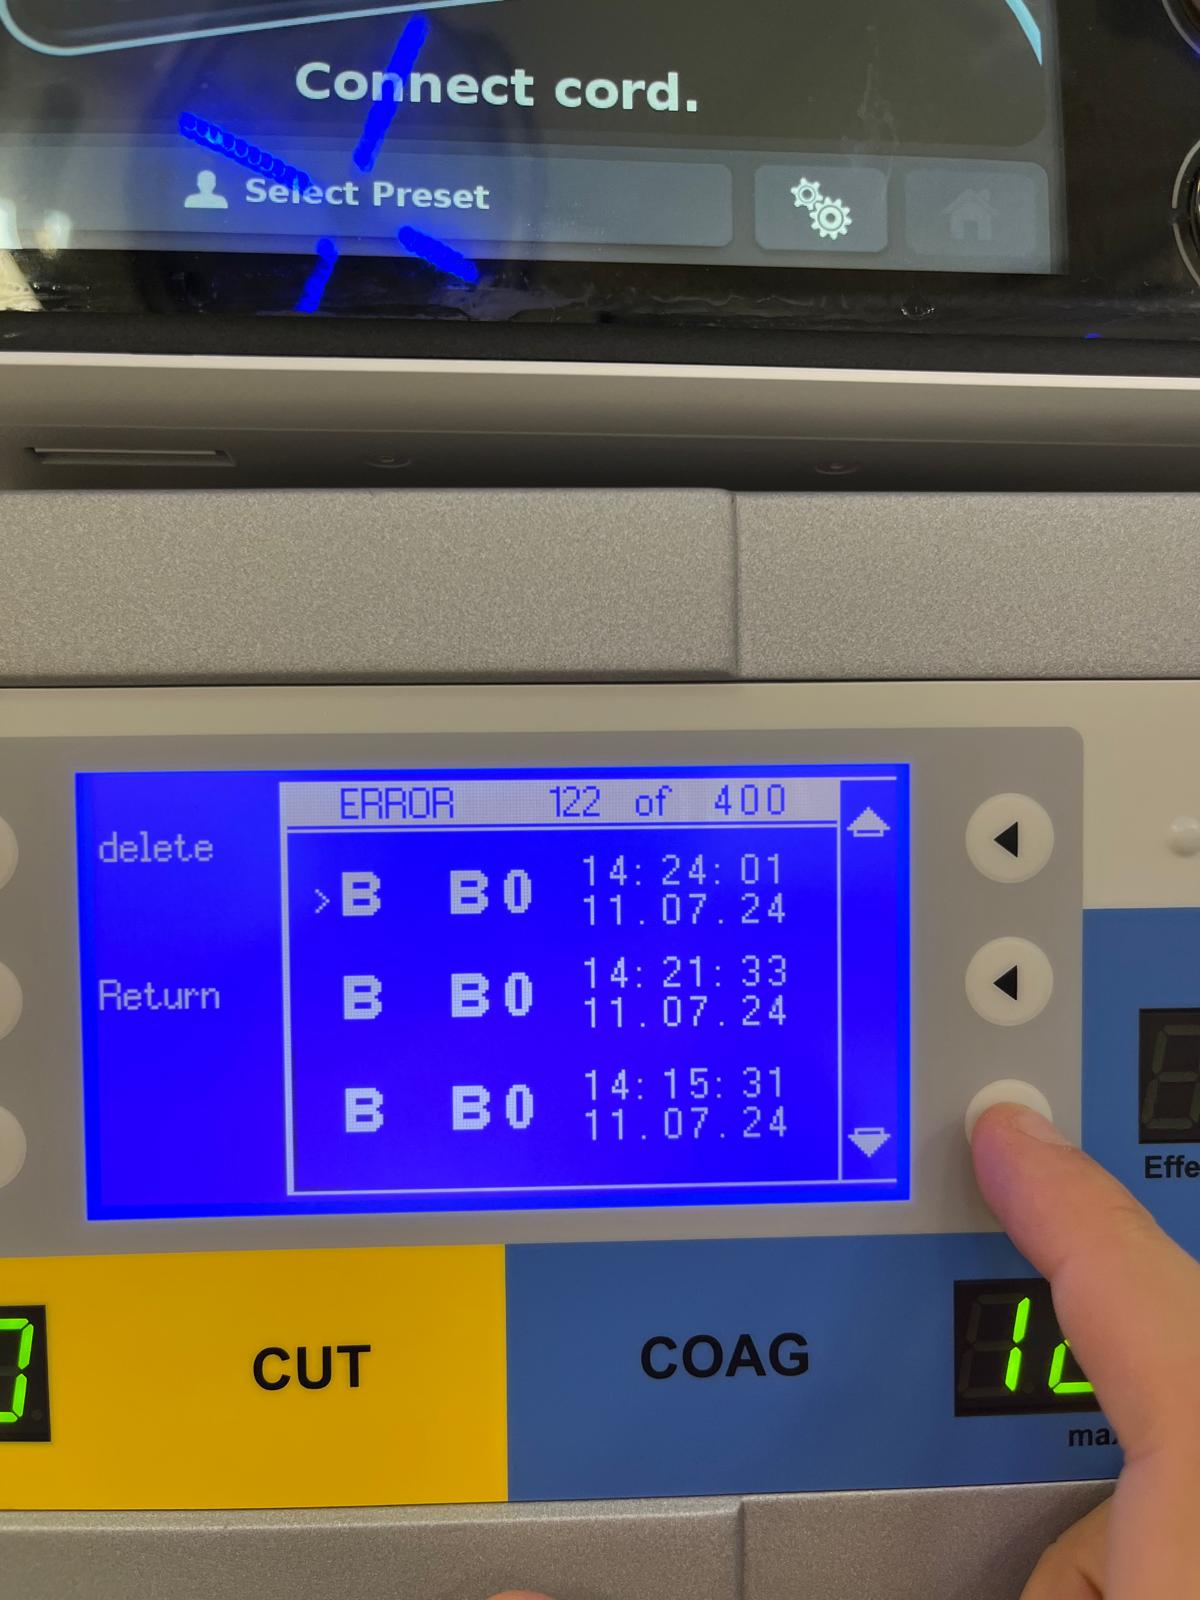 Connect cord.
Select Preset
ERROR 122 of 400
delete
>B B0 14:24:01
11.07.24
Return
B B0 14:21:33
11.07.24
B B0 14:15:31
11.07.24
CUT
COAG